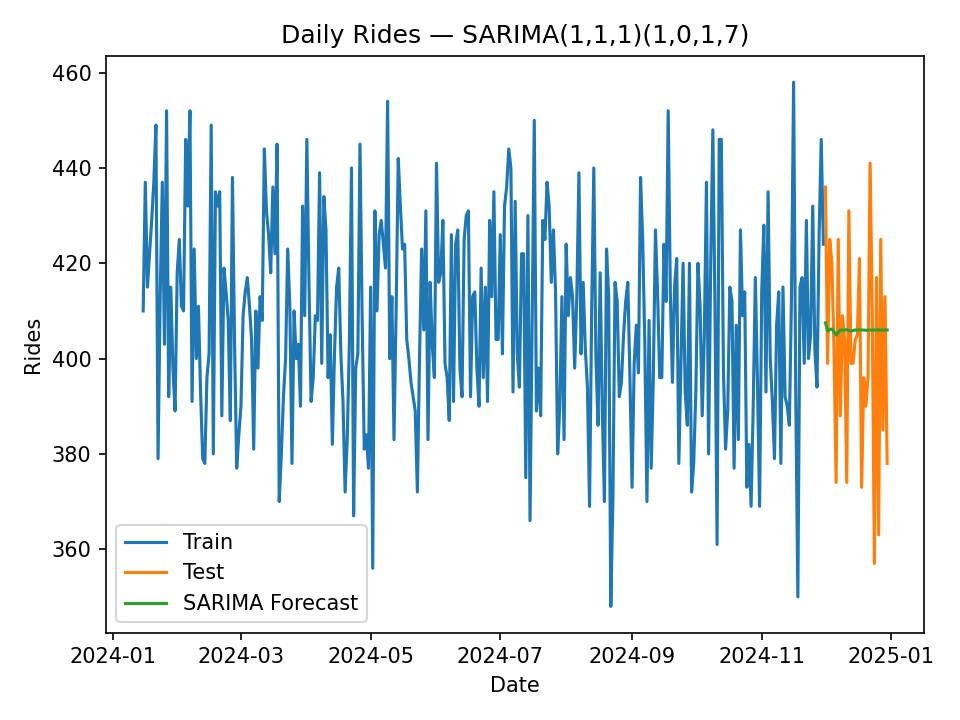 Daily Rides — SARIMA(1,1,1)(1,0,1,7)
460
440
420
400
380
360
Rides
Train
Test
SARIMA Forecast
2024-01
2024-03
2024-05
2024-07
2024-09
2024-11
2025-01
Date